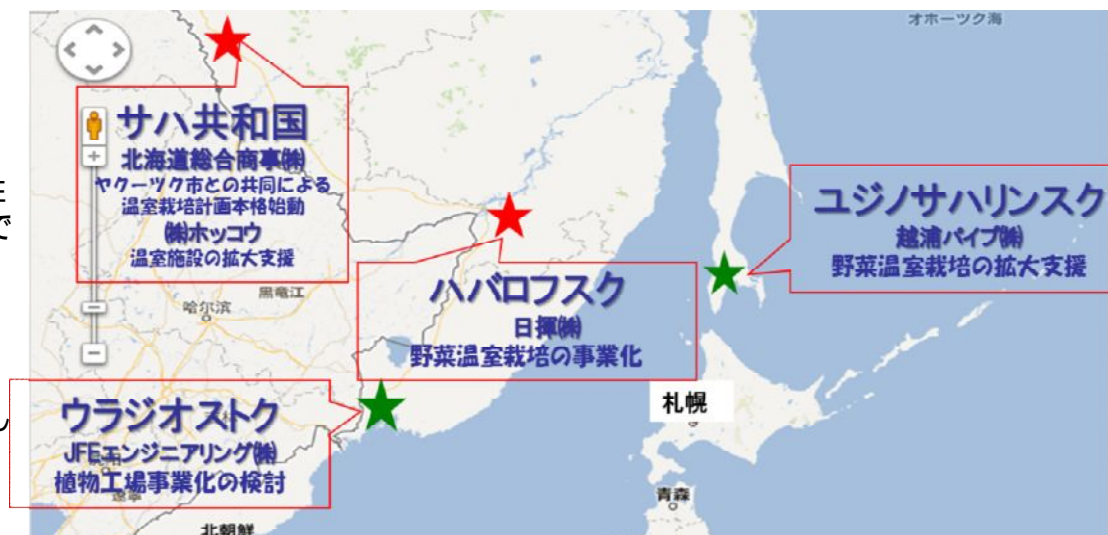 オホーツク海
サハ共和国
北海道総合商事㈱
ヤクーツク市との共同による
温室栽培計画本格始動
㈱ホッコウ
温室施設の拡大支援
ユジノサハリンスク
越浦パイプ㈱
野菜温室栽培の拡大支援
ハバロフスク
日揮㈱
野菜温室栽培の事業化
黒竜江
哈尔滨
ウラジオストク
JFEエンジニアリング㈱
植物工場事業化の検討
札幌
青森
北朝鮮
で